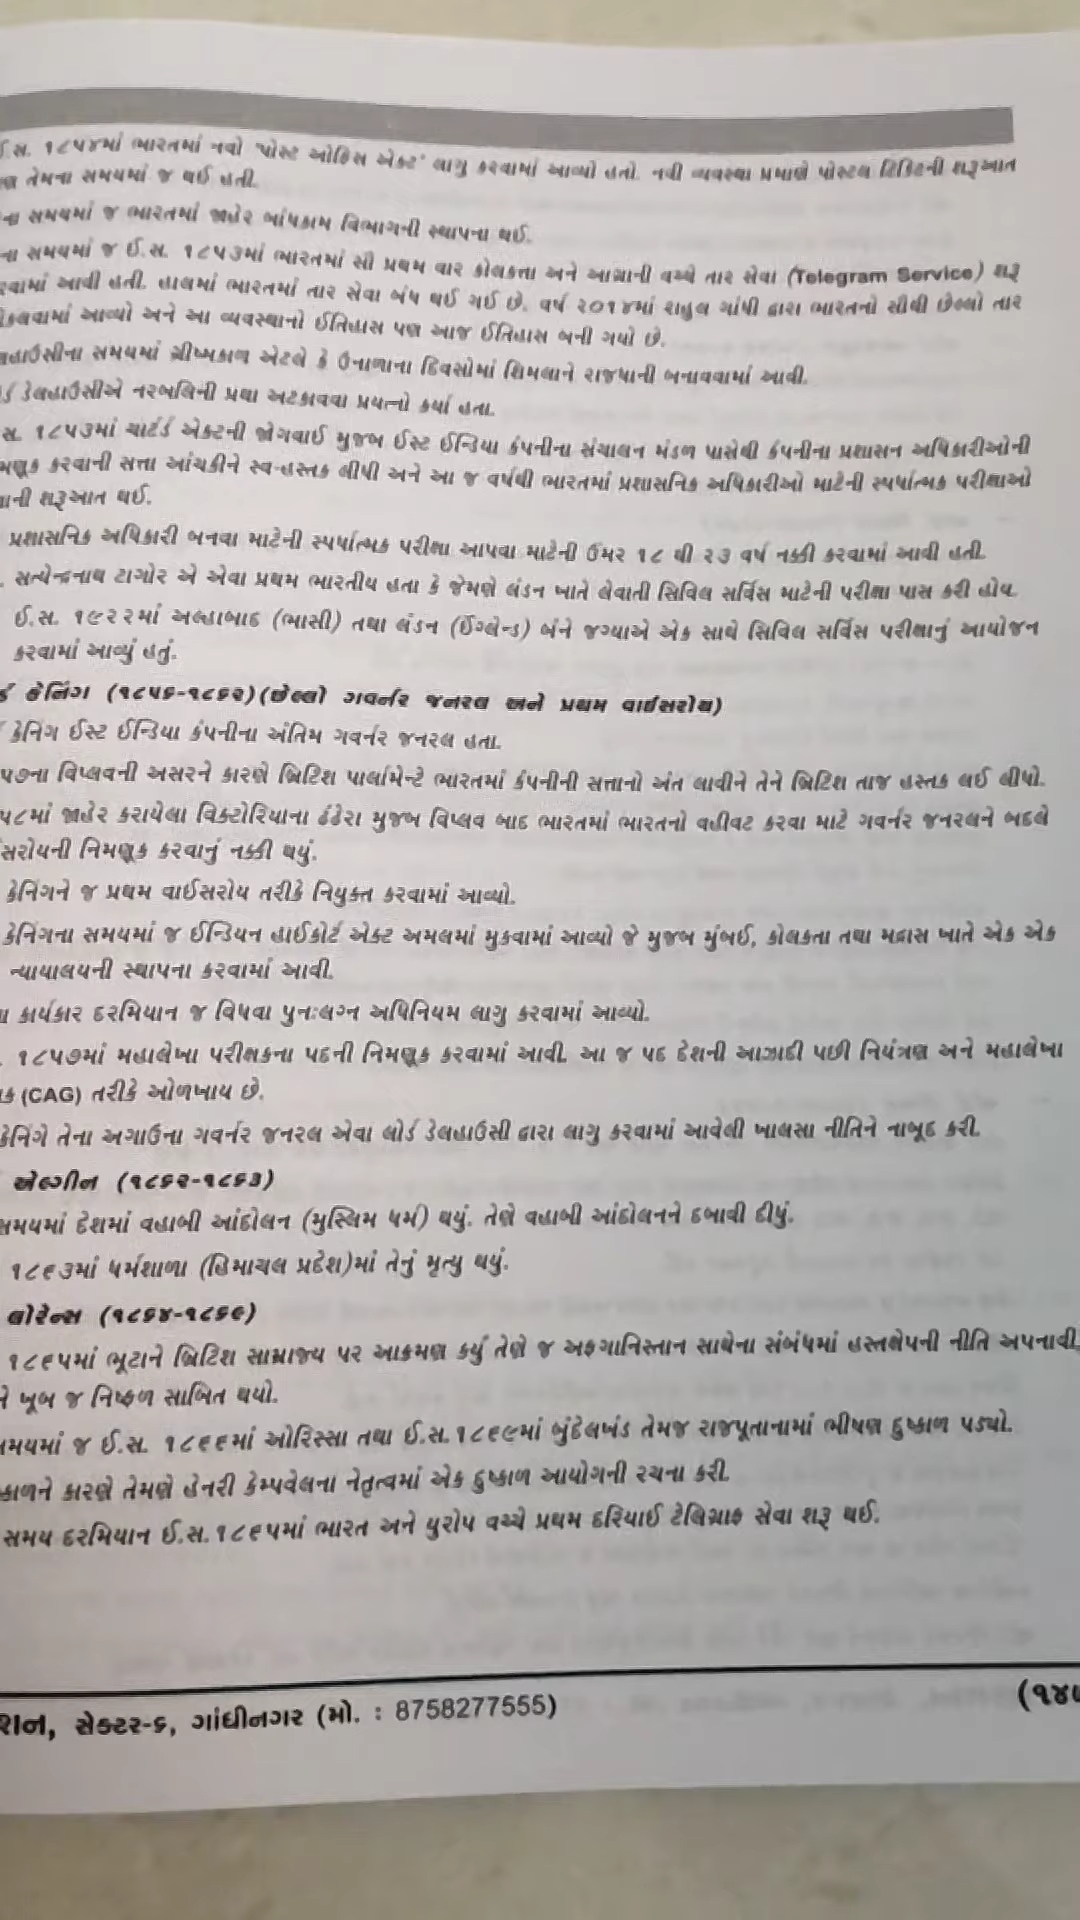 ઈ.સ. ૧૮૫૪માં ભારતમાં નવો 'પોસ્ટ ઓફિસ એક્ટ' લાગુ કરવામાં આવ્યો હતો. નવી વ્યવસ્થા પ્રમાણે પોસ્ટલ ટિકિટની શરૂઆત
તેમના સમયમાં જ થઈ હતી.
ના સમયમાં જ ભારતમાં જાહેર બાંધકામ વિભાગની સ્થાપના થઈ.
ના સમયમાં જ ઈ.સ. ૧૮૫૩માં ભારતમાં સૌ પ્રથમ વાર કોલકત્તા અને આગ્રાની વચ્ચે તાર સેવા (Telegram Service) શરૂ
રવામાં આવી હતી. હાલમાં ભારતમાં તાર સેવા બંધ થઈ ગઈ છે. વર્ષ ૨૦૧૪માં રાહુલ ગાંધી દ્વારા ભારતનો સૌથી છેલ્લો તાર
ોકલવામાં આવ્યો અને આ વ્યવસ્થાનો ઈતિહાસ પણ આજ ઈતિહાસ બની ગયો છે.
લહાઉસીના સમયમાં ગ્રીષ્મકાળ એટલે કે ઉનાળાના દિવસોમાં શિમલાને રાજધાની બનાવવામાં આવી.
ર્ડ ડેલહાઉસીએ નરબલિની પ્રથા અટકાવવા પ્રયત્નો કર્યા હતા.
સ. ૧૮૫૩માં ચાર્ટર્ડ એક્ટની જોગવાઈ મુજબ ઈસ્ટ ઈન્ડિયા કંપનીના સંચાલન મંડળ પાસેથી કંપનીના પ્રશાસન અધિકારીઓની
મણૂક કરવાની સત્તા આંચકીને સ્વ-હસ્તક લીધી અને આ જ વર્ષથી ભારતમાં પ્રશાસનિક અધિકારીઓ માટેની સ્પર્ધાત્મક પરીક્ષાઓ
ાની શરૂઆત થઈ.
પ્રશાસનિક અધિકારી બનવા માટેની સ્પર્ધાત્મક પરીક્ષા આપવા માટેની ઉંમર ૧૮ થી ૨૩ વર્ષ નક્કી કરવામાં આવી હતી.
. સત્યેન્દ્રનાથ ટાગોર એ એવા પ્રથમ ભારતીય હતા કે જેમણે લંડન ખાતે લેવાતી સિવિલ સર્વિસ માટેની પરીક્ષા પાસ કરી હોય.
ઈ.સ. ૧૯૨૨માં અલ્હાબાદ (ભાસી) તથા લંડન (ઈંગ્લેન્ડ) બંને જગ્યાએ એક સાથે સિવિલ સર્વિસ પરીક્ષાનું આયોજન
કરવામાં આવ્યું હતું.
ર્ડ કેનિંગ (૧૮૫૬-૧૮૬૨) (છેલ્લો ગવર્નર જનરલ અને પ્રથમ વાઈસરોય)
કેનિંગ ઈસ્ટ ઈન્ડિયા કંપનીના અંતિમ ગવર્નર જનરલ હતા.
૫૭ના વિપ્લવની અસરને કારણે બ્રિટિશ પાર્લામેન્ટે ભારતમાં કંપનીની સત્તાનો અંત લાવીને તેને બ્રિટિશ તાજ હસ્તક લઈ લીધો.
૫૮માં જાહેર કરાયેલા વિક્ટોરિયાના ઢંઢેરા મુજબ વિપ્લવ બાદ ભારતમાં ભારતનો વહીવટ કરવા માટે ગવર્નર જનરલને બદલે
સરોયની નિમણૂક કરવાનું નક્કી થયું.
કેનિંગને જ પ્રથમ વાઈસરોય તરીકે નિયુક્ત કરવામાં આવ્યો.
કેનિંગના સમયમાં જ ઈન્ડિયન હાઈકોર્ટ એક્ટ અમલમાં મુકવામાં આવ્યો જે મુજબ મુંબઈ, કોલકતા તથા મદ્રાસ ખાતે એક એક
ન્યાયાલયની સ્થાપના કરવામાં આવી.
ા કાર્યકાર દરમિયાન જ વિધવા પુનઃલગ્ન અધિનિયમ લાગુ કરવામાં આવ્યો.
. ૧૮૫૭માં મહાલેખા પરીક્ષકના પદની નિમણૂક કરવામાં આવી. આ જ પદ દેશની આઝાદી પછી નિયંત્રણ અને મહાલેખા
ક (CAG) તરીકે ઓળખાય છે.
કેનિંગે તેના અગાઉના ગવર્નર જનરલ એવા લોર્ડ ડેલહાઉસી દ્વારા લાગુ કરવામાં આવેલી ખાલસા નીતિને નાબૂદ કરી.
એલ્ગીન (૧૮૬૨-૧૮૬૩)
સમયમાં દેશમાં વહાબી આંદોલન (મુસ્લિમ ધર્મ) થયું. તેણે વહાબી આંદોલનને દબાવી દીધું.
૧૮૬૩માં ધર્મશાળા (હિમાચલ પ્રદેશ)માં તેનું મૃત્યુ થયું.
લોરેન્સ (૧૮૬૪-૧૮૬૯)
૧૮૬૫માં ભૂટાને બ્રિટિશ સામ્રાજ્ય પર આક્રમણ કર્યું તેણે જ અફગાનિસ્તાન સાથેના સંબંધમાં હસ્તક્ષેપની નીતિ અપનાવી,
ખૂબ જ નિષ્ફળ સાબિત થયો.
મયમાં જ ઈ.સ. ૧૮૬૬માં ઓરિસ્સા તથા ઈ.સ.૧૮૬૯માં બુંદેલખંડ તેમજ રાજપૂતાનામાં ભીષણ દુષ્કાળ પડ્યો.
કાળને કારણે તેમણે હેનરી કેમ્પવેલના નેતૃત્વમાં એક દુષ્કાળ આયોગની રચના કરી.
સમય દરમિયાન ઈ.સ.૧૮૬૫માં ભારત અને યુરોપ વચ્ચે પ્રથમ દરિયાઈ ટેલિગ્રાફ સેવા શરૂ થઈ.
શન, સેક્ટર-૬, ગાંધીનગર (મો. : 8758277555)
(૧૪